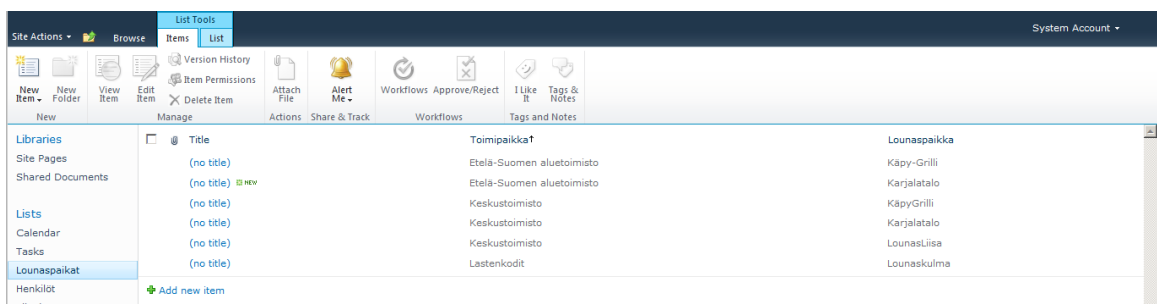 List Tools
Site Actions Browse Items List System Account
Version History
Item Permissions
Delete Item
New Item New Folder View Item Edit Item Attach File Alert Me Workflows Approve/Reject I Like It Tags & Notes
New Manage Actions Share & Track Workflows Tags and Notes
Libraries
Site Pages
Shared Documents
Lists
Calendar
Tasks
Lounaspaikat
Henkilöt
Title Toimipaikka↑ Lounaspaikka
(no title) Etelä-Suomen aluetoimisto Käpy-Grilli
(no title) NEW Etelä-Suomen aluetoimisto Karjalatalo
(no title) Keskustoimisto KäpyGrilli
(no title) Keskustoimisto Karjalatalo
(no title) Keskustoimisto LounasLiisa
(no title) Lastenkodit Lounaskulma
Add new item